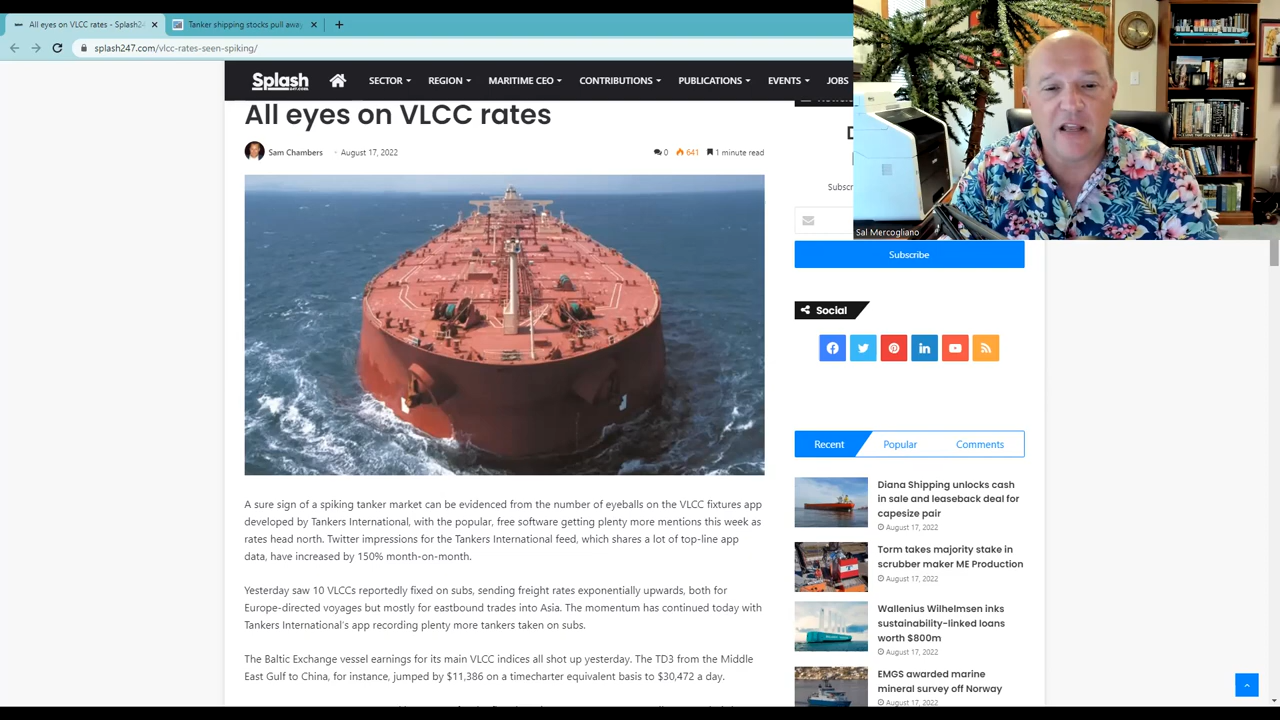 All eyes on VLCC rates - Splash24
Tanker shipping stocks pull awa
splash247.com/vlcc-rates-seen-spiking/
Splash
247.COM
SECTOR
REGION
MARITIME CEO
CONTRIBUTIONS
PUBLICATIONS
EVENTS
JOBS
All eyes on VLCC rates
Sam Chambers
August 17, 2022
0
641
1 minute read
Sal Mercogliano
Subscribe
Social
Recent
Popular
Comments
A sure sign of a spiking tanker market can be evidenced from the number of eyeballs on the VLCC fixtures app
developed by Tankers International, with the popular, free software getting plenty more mentions this week as
rates head north. Twitter impressions for the Tankers International feed, which shares a lot of top-line app
data, have increased by 150% month-on-month.
Yesterday saw 10 VLCCs reportedly fixed on subs, sending freight rates exponentially upwards, both for
Europe-directed voyages but mostly for eastbound trades into Asia. The momentum has continued today with
Tankers International's app recording plenty more tankers taken on subs.
The Baltic Exchange vessel earnings for its main VLCC indices all shot up yesterday. The TD3 from the Middle
East Gulf to China, for instance, jumped by $11,386 on a timecharter equivalent basis to $30,472 a day.
Diana Shipping unlocks cash
in sale and leaseback deal for
capesize pair
August 17, 2022
Torm takes majority stake in
scrubber maker ME Production
August 17, 2022
Wallenius Wilhelmsen inks
sustainability-linked loans
worth $800m
August 17, 2022
EMGS awarded marine
mineral survey off Norway
August 17, 2022